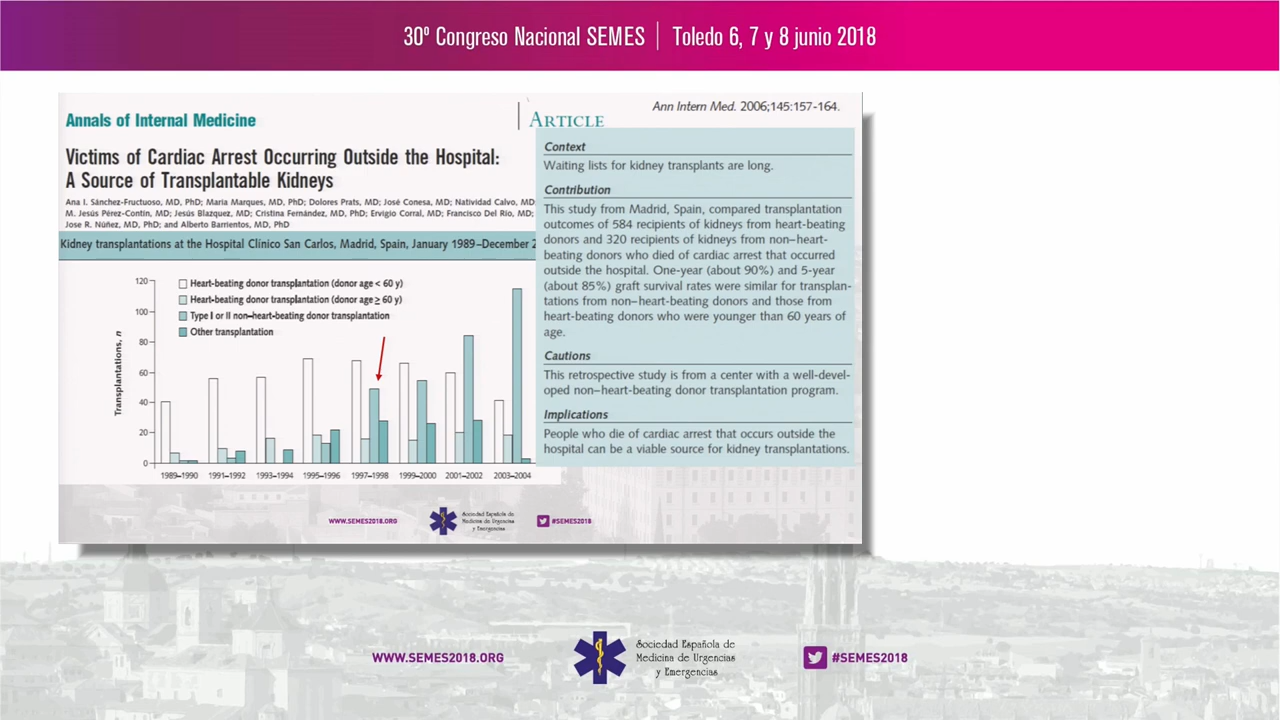 30º Congreso Nacional SEMES | Toledo 6, 7 y 8 junio 2018
Annals of Internal Medicine
ARTICLE
Ann Intern Med. 2006;145:157-164.
Victims of Cardiac Arrest Occurring Outside the Hospital:
A Source of Transplantable Kidneys
Ana I. Sánchez-Fructuoso, MD, PhD; Maria Marques, MD, PhD; Dolores Prats, MD; José Conesa, MD; Natividad Calvo, MD
M. Jesús Pérez-Contín, MD; Jesús Blazquez, MD; Cristina Fernández, MD, PhD; Ervigio Corral, MD; Francisco Del Río, MD;
Jose R. Núñez, MD, PhD; and Alberto Barrientos, MD, PhD
Kidney transplantations at the Hospital Clínico San Carlos, Madrid, Spain, January 1989–December 2
Transplantations, n
120
100
80
60
40
20
0
Heart-beating donor transplantation (donor age < 60 y)
Heart-beating donor transplantation (donor age ≥ 60 y)
Type I or II non–heart-beating donor transplantation
Other transplantation
1989–1990 1991–1992 1993–1994 1995–1996 1997–1998 1999–2000 2001–2002 2003–2004
Context
Waiting lists for kidney transplants are long.
Contribution
This study from Madrid, Spain, compared transplantation
outcomes of 584 recipients of kidneys from heart-beating
donors and 320 recipients of kidneys from non–heart-
beating donors who died of cardiac arrest that occurred
outside the hospital. One-year (about 90%) and 5-year
(about 85%) graft survival rates were similar for transplan-
tations from non–heart-beating donors and those from
heart-beating donors who were younger than 60 years of
age.
Cautions
This retrospective study is from a center with a well-devel-
oped non–heart-beating donor transplantation program.
Implications
People who die of cardiac arrest that occurs outside the
hospital can be a viable source for kidney transplantations.
WWW.SEMES2018.ORG
Sociedad Española de
Medicina de Urgencias
y Emergencias
#SEMES2018
WWW.SEMES2018.ORG
Sociedad Española de
Medicina de Urgencias
y Emergencias
#SEMES2018